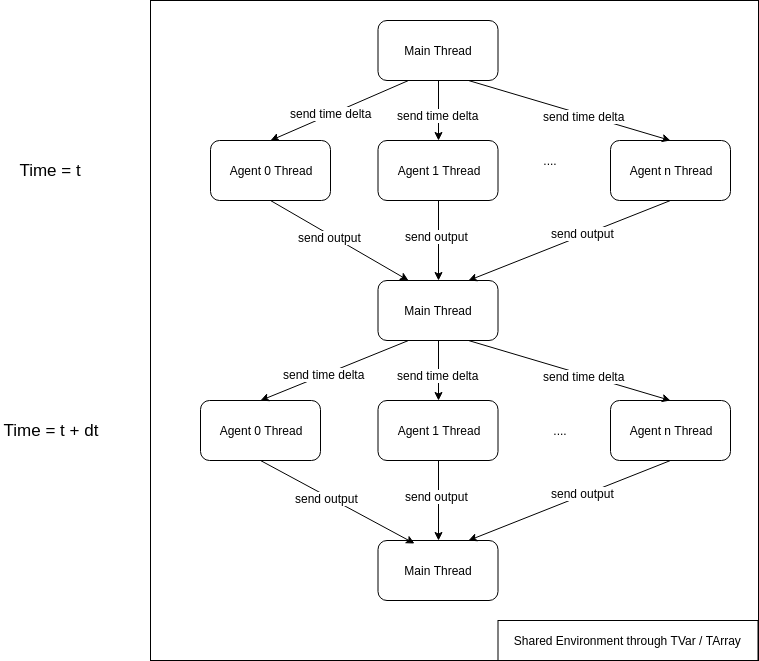 Main Thread
send time delta
send time delta
send time delta
Time = t
Agent 0 Thread
Agent 1 Thread
....
Agent n Thread
send output
send output
send output
Main Thread
send time delta
send time delta
send time delta
Time = t + dt
Agent 0 Thread
Agent 1 Thread
....
Agent n Thread
send output
send output
send output
Main Thread
Shared Environment through TVar / TArray